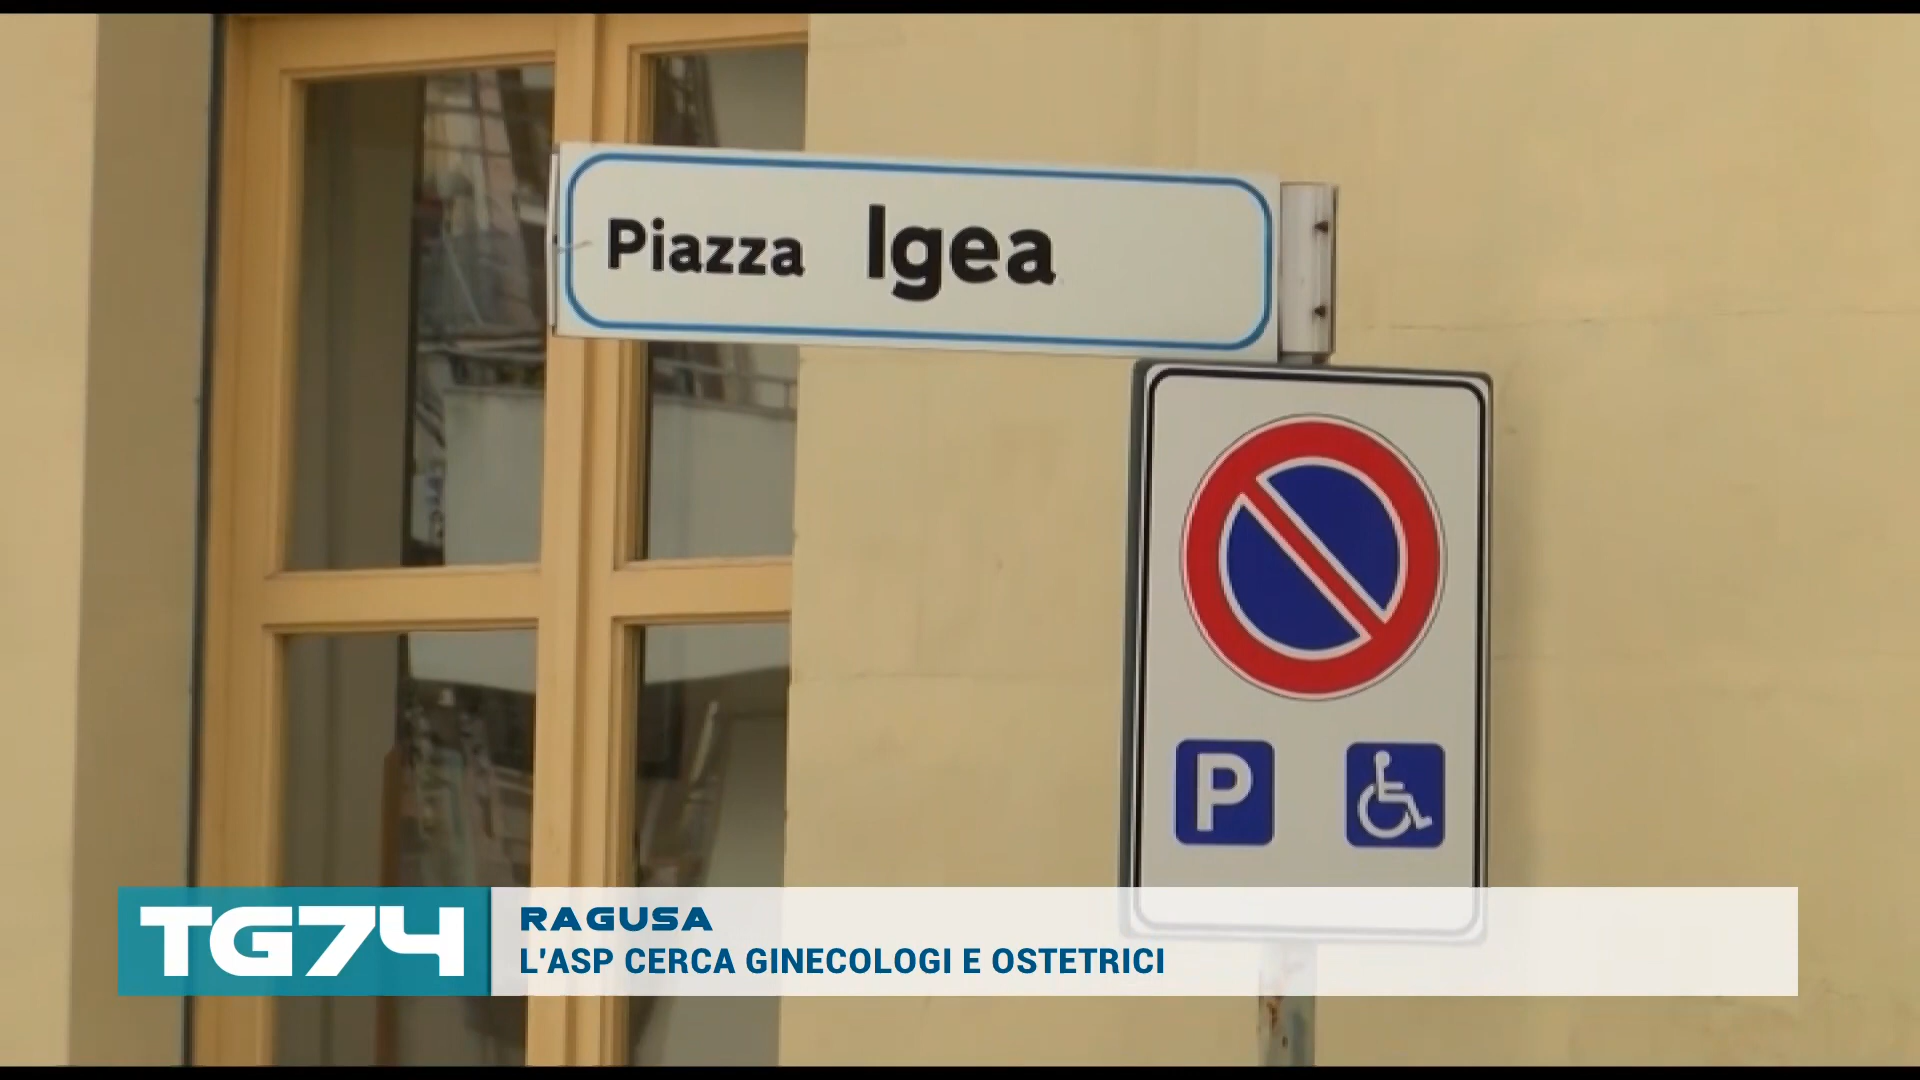 Piazza Igea
P
TG74
RAGUSA
L'ASP CERCA GINECOLOGI E OSTETRICI